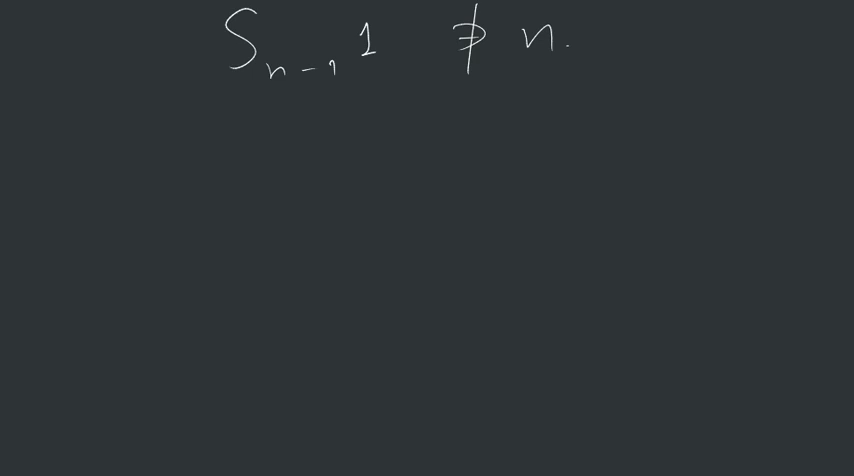 S_{n-1} 1 ∌ n.